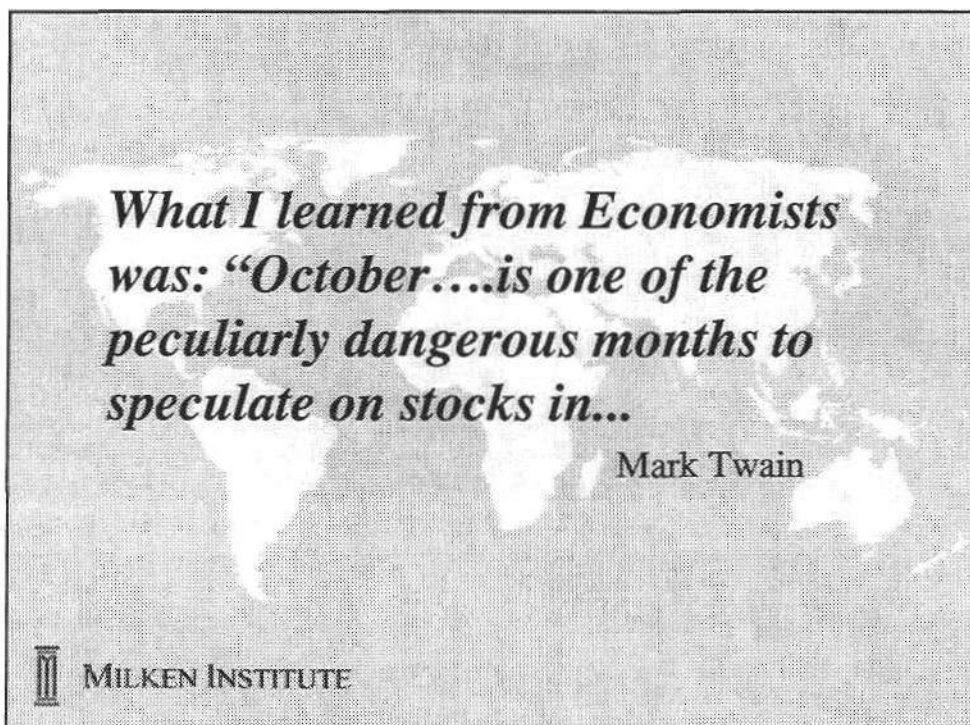 What I learned from Economists
was: “October….is one of the
peculiarly dangerous months to
speculate on stocks in...
Mark Twain
MILKEN INSTITUTE